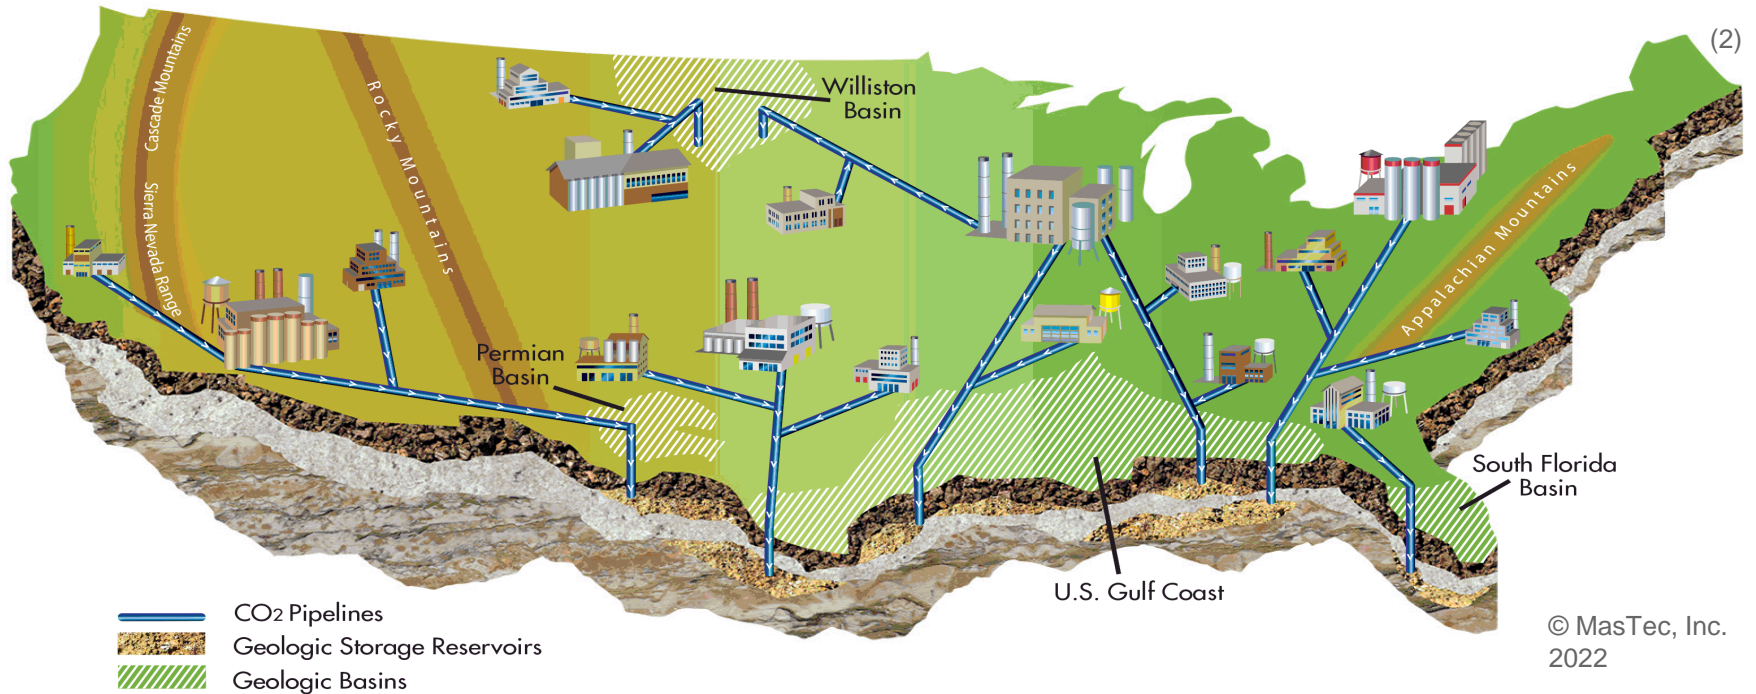 (2)
Cascade Mountains
Sierra Nevada Range
Rocky Mountains
Williston
Basin
Appalachian Mountains
Permian
Basin
South Florida
Basin
U.S. Gulf Coast
CO2 Pipelines
Geologic Storage Reservoirs
Geologic Basins
© MasTec, Inc.
2022